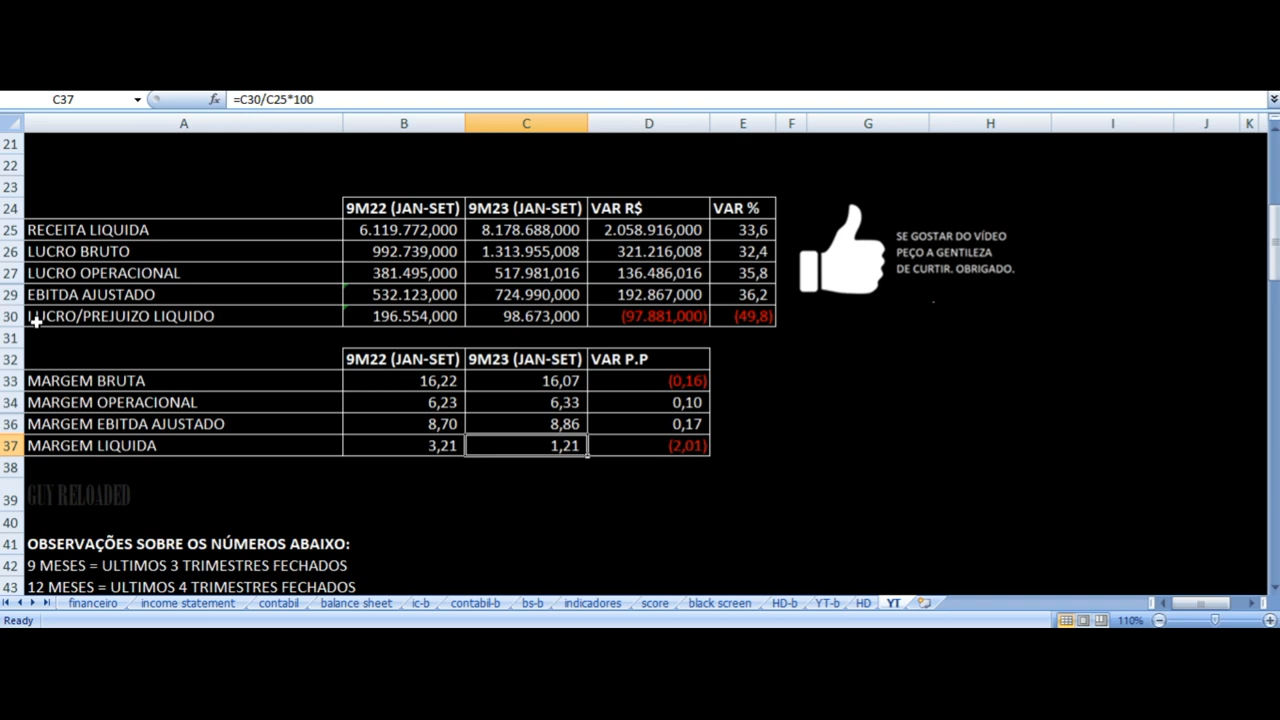 C37 fx =C30/C25*100
A B C D E F G H I J K
21
22
23
24 9M22 (JAN-SET) 9M23 (JAN-SET) VAR R$ VAR %
25 RECEITA LIQUIDA 6.119.772,000 8.178.688,000 2.058.916,000 33,6
26 LUCRO BRUTO 992.739,000 1.313.955,008 321.216,008 32,4
27 LUCRO OPERACIONAL 381.495,000 517.981,016 136.486,016 35,8
29 EBITDA AJUSTADO 532.123,000 724.990,000 192.867,000 36,2
30 LUCRO/PREJUIZO LIQUIDO 196.554,000 98.673,000 (97.881,000) (49,8)
SE GOSTAR DO VÍDEO
PEÇO A GENTILEZA
DE CURTIR. OBRIGADO.
31
32 9M22 (JAN-SET) 9M23 (JAN-SET) VAR P.P
33 MARGEM BRUTA 16,22 16,07 (0,16)
34 MARGEM OPERACIONAL 6,23 6,33 0,10
36 MARGEM EBITDA AJUSTADO 8,70 8,86 0,17
37 MARGEM LIQUIDA 3,21 1,21 (2,01)
38
39 GUY RELOADED
40
41 OBSERVAÇÕES SOBRE OS NÚMEROS ABAIXO:
42 9 MESES = ULTIMOS 3 TRIMESTRES FECHADOS
43 12 MESES = ULTIMOS 4 TRIMESTRES FECHADOS
financeiro income statement contabil balance sheet ic-b contabil-b bs-b indicadores score black screen HD-b YT-b HD YT
Ready 110%